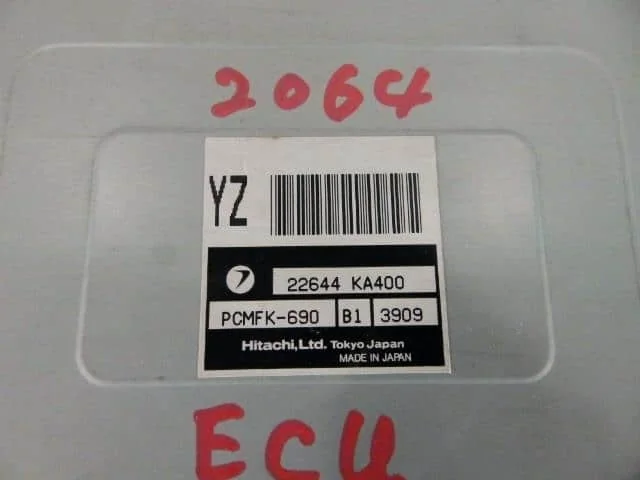 2064
YZ
22644 KA400
PCMFK-690 B1 3909
Hitachi,Ltd. Tokyo Japan
MADE IN JAPAN
ECU